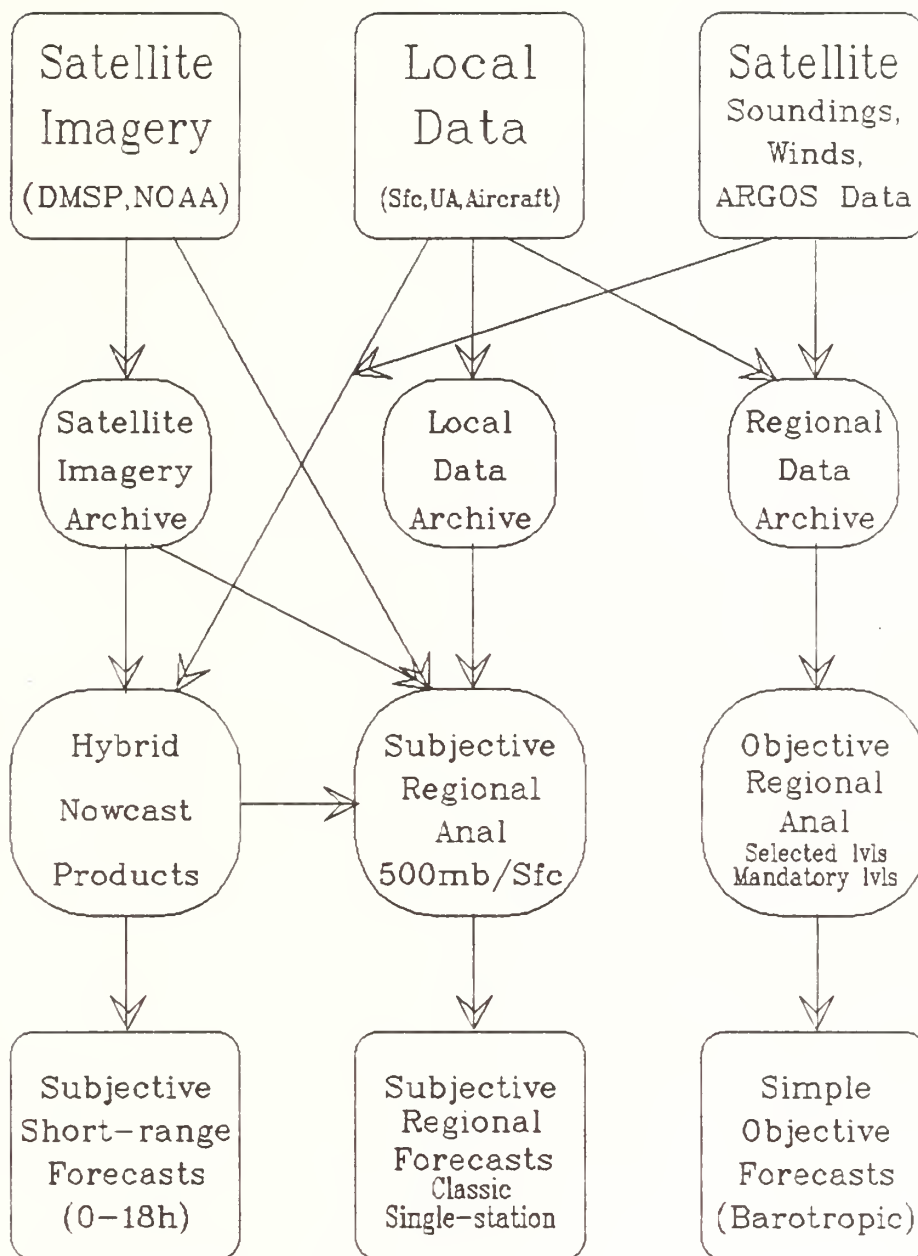 Satellite
Imagery
(DMSP,NOAA)
Local
Data
(Sfc,UA,Aircraft)
Satellite
Soundings,
Winds,
ARGOS Data
Satellite
Imagery
Archive
Local
Data
Archive
Regional
Data
Archive
Hybrid
Nowcast
Products
Subjective
Regional
Anal
500mb/Sfc
Objective
Regional
Anal
Selected lvls
Mandatory lvls
Subjective
Short-range
Forecasts
(0-18h)
Subjective
Regional
Forecasts
Classic
Single-station
Simple
Objective
Forecasts
(Barotropic)